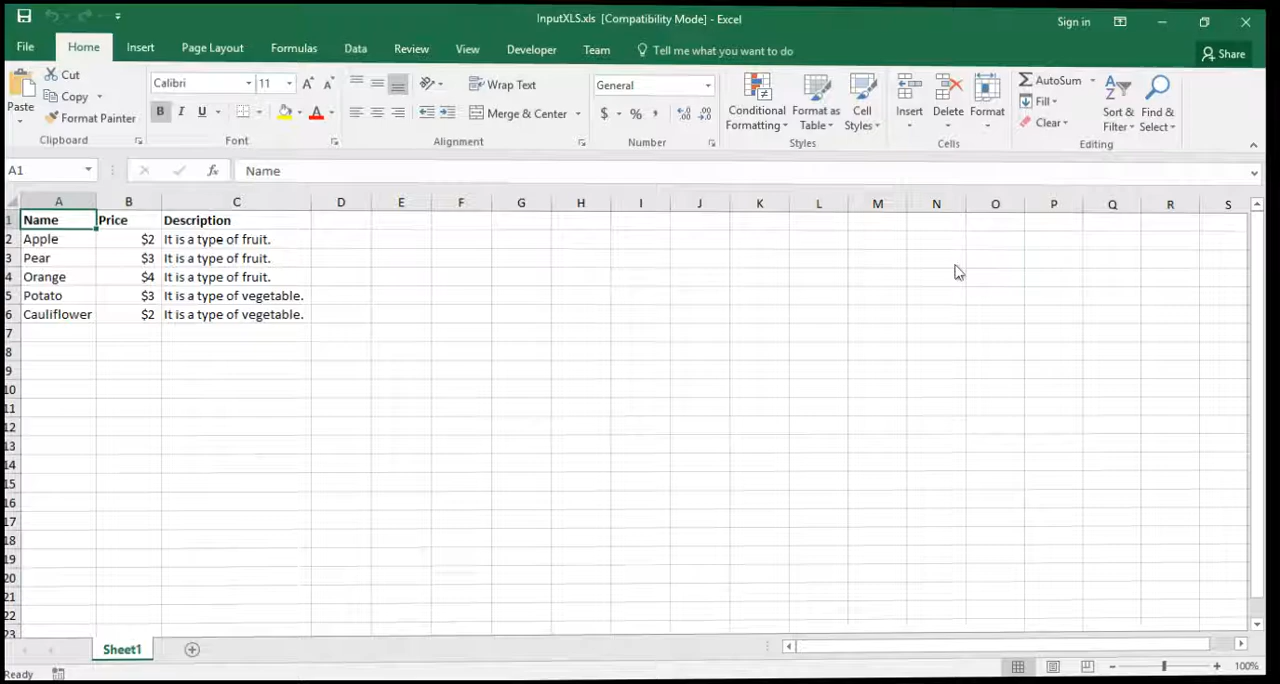 InputXLS.xls [Compatibility Mode] - Excel
Sign in
File Home Insert Page Layout Formulas Data Review View Developer Team Tell me what you want to do Share
Paste
Cut
Copy
Format Painter
Clipboard
Calibri 11
B I U
Font
Wrap Text
Merge & Center
Alignment
General
$ % ,
Number
Conditional Formatting
Format as Table
Cell Styles
Styles
Insert Delete Format
Cells
AutoSum
Fill
Clear
Sort & Filter
Find & Select
Editing
A1 fx Name
A B C D E F G H I J K L M N O P Q R S
1 Name Price Description
2 Apple $2 It is a type of fruit.
3 Pear $3 It is a type of fruit.
4 Orange $4 It is a type of fruit.
5 Potato $3 It is a type of vegetable.
6 Cauliflower $2 It is a type of vegetable.
7
8
9
10
11
12
13
14
15
16
17
18
19
20
21
22
23
Sheet1
Ready
100%